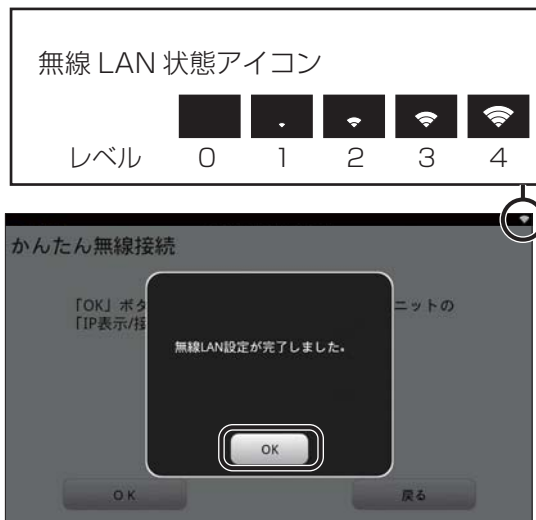 無線 LAN 状態アイコン
レベル 0 1 2 3 4
かんたん無線接続
「OK」ボタ ニットの
「IP表示/接
無線LAN設定が完了しました。
OK
OK 戻る